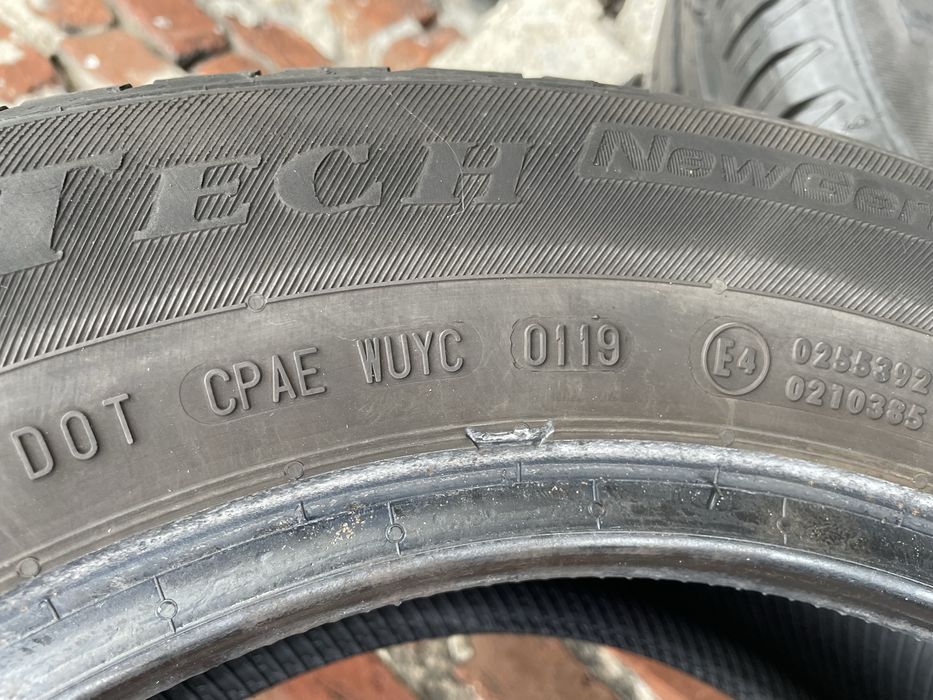 TECH NewGen
DOT CPAE WUYC 0119 E4 0255392
0210385